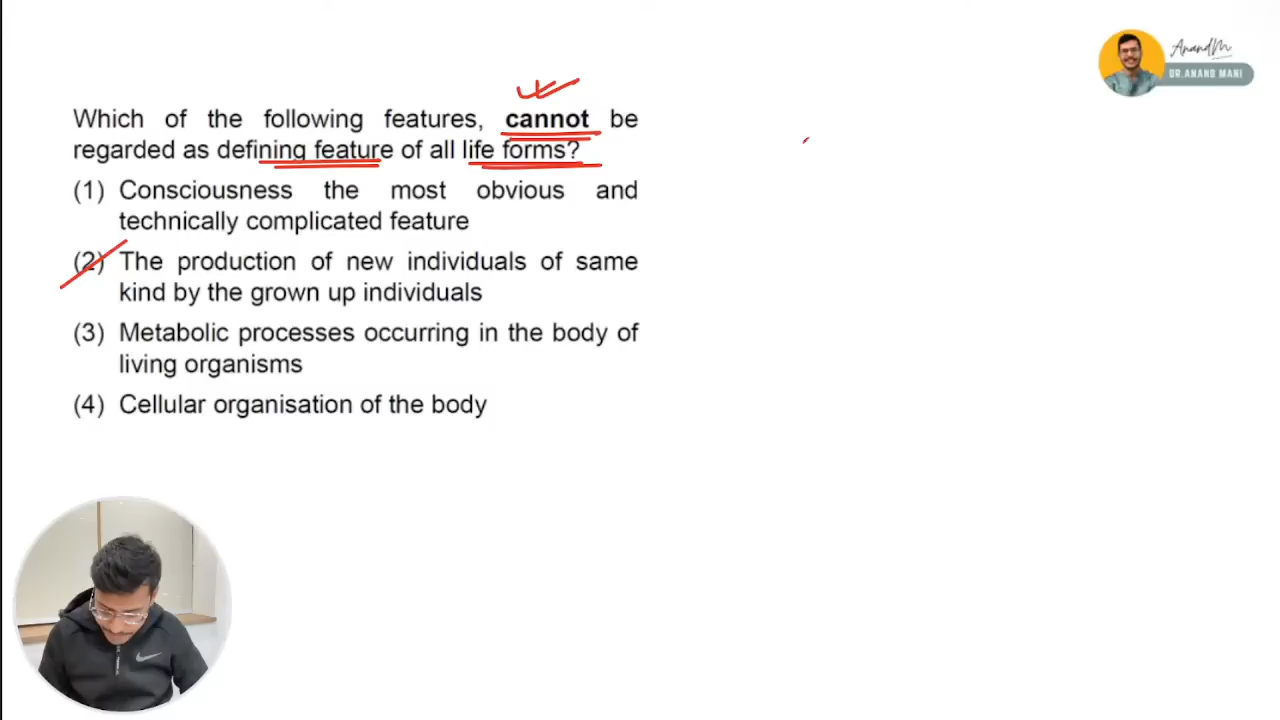 AnandM
DR.ANAND MANI
Which of the following features, cannot be
regarded as defining feature of all life forms?
(1) Consciousness the most obvious and
technically complicated feature
(2) The production of new individuals of same
kind by the grown up individuals
(3) Metabolic processes occurring in the body of
living organisms
(4) Cellular organisation of the body